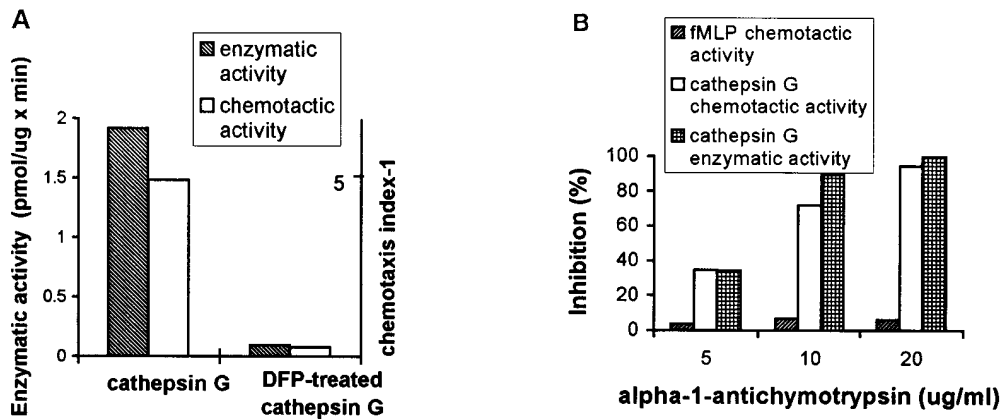 A
enzymatic
activity
chemotactic
activity
Enzymatic activity (pmol/ug x min)
2
1.5
1
0.5
0
5
chemotaxis index-1
cathepsin G
DFP-treated
cathepsin G
B
fMLP chemotactic
activity
cathepsin G
chemotactic activity
cathepsin G
enzymatic activity
Inhibition (%)
100
80
60
40
20
0
5
10
20
alpha-1-antichymotrypsin (ug/ml)